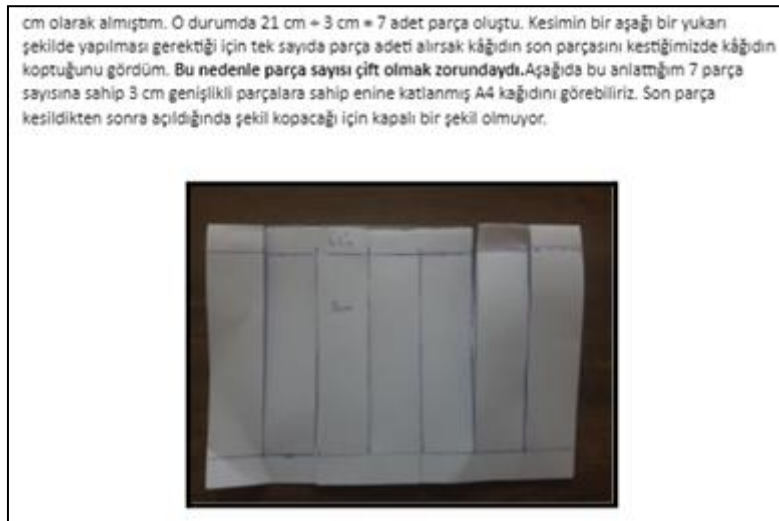 cm olarak almıştım. O durumda 21 cm ÷ 3 cm = 7 adet parça oluştu. Kesimin bir aşağı bir yukarı
şekilde yapılması gerektiği için tek sayıda parça adeti alırsak kâğıdın son parçasını kestiğimizde kâğıdın
koptuğunu gördüm. Bu nedenle parça sayısı çift olmak zorundaydı.Aşağıda bu anlattığım 7 parça
sayısına sahip 3 cm genişlikli parçalara sahip enine katlanmış A4 kağıdını görebiliriz. Son parça
kesildikten sonra açıldığında şekil kopacağı için kapalı bir şekil olmuyor.